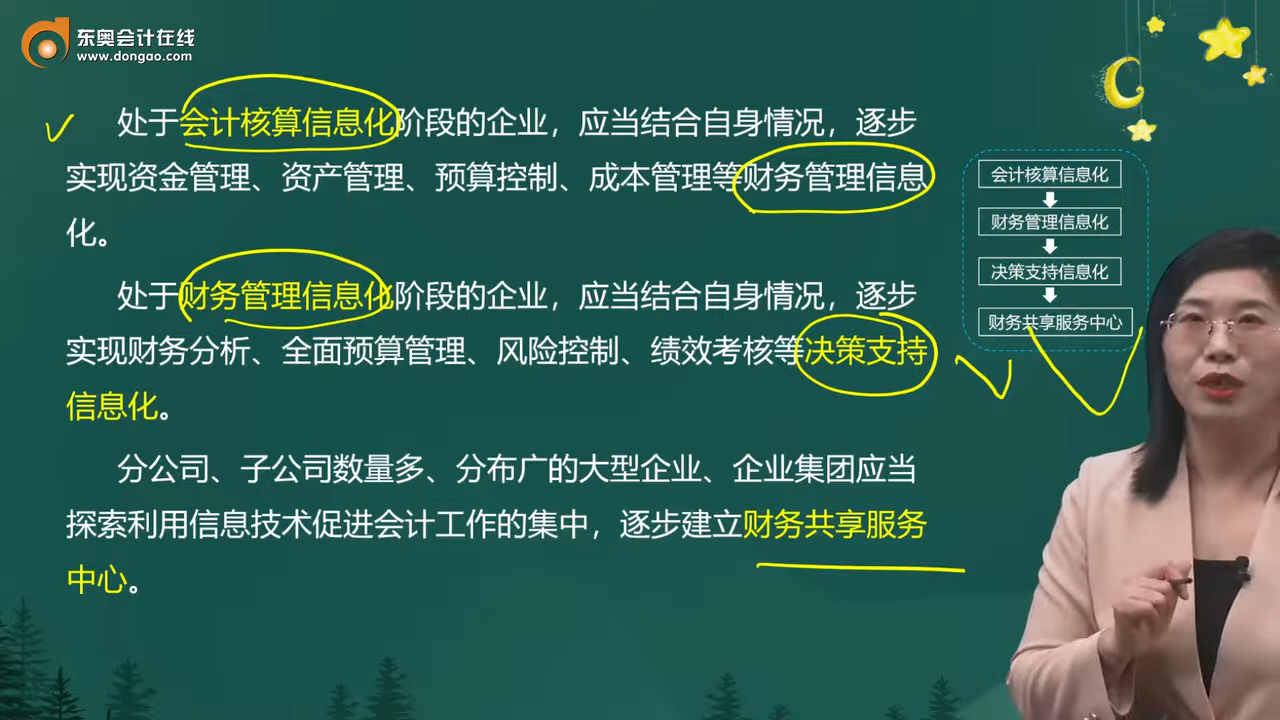 东奥会计在线
www.dongao.com
处于会计核算信息化阶段的企业，应当结合自身情况，逐步
实现资金管理、资产管理、预算控制、成本管理等财务管理信息
化。
处于财务管理信息化阶段的企业，应当结合自身情况，逐步
实现财务分析、全面预算管理、风险控制、绩效考核等决策支持
信息化。
分公司、子公司数量多、分布广的大型企业、企业集团应当
探索利用信息技术促进会计工作的集中，逐步建立财务共享服务
中心。
会计核算信息化
财务管理信息化
决策支持信息化
财务共享服务中心